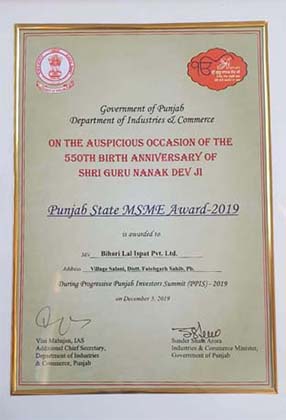 ੴ
Government of Punjab
Department of Industries & Commerce
ON THE AUSPICIOUS OCCASION OF THE
550TH BIRTH ANNIVERSARY OF
SHRI GURU NANAK DEV JI
Punjab State MSME Award-2019
is awarded to
M/s Bihari Lal Ispat Pvt. Ltd.
Address Village Salani, Distt. Fatehgarh Sahib, Pb.
During Progressive Punjab Investors Summit (PPIS) - 2019
on December 5, 2019
Vini Mahajan, IAS
Additional Chief Secretary,
Department of Industries
& Commerce, Punjab
Sunder Sham Arora
Industries & Commerce Minister,
Government of Punjab